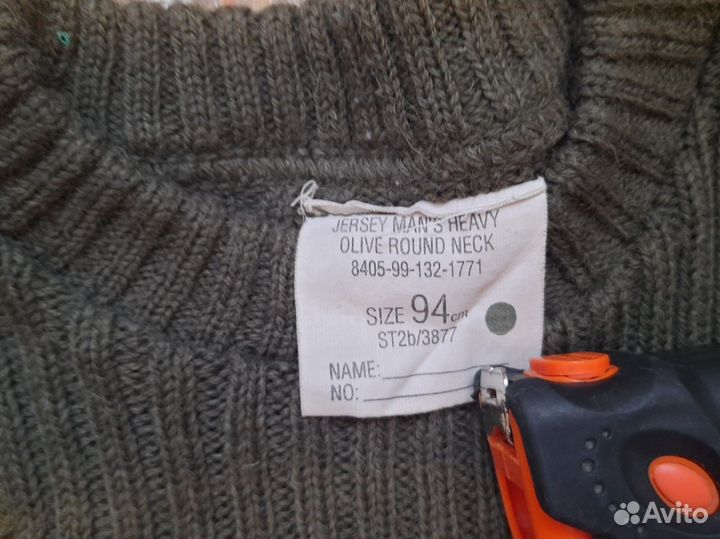 JERSEY MAN'S HEAVY
OLIVE ROUND NECK
8405-99-132-1771
SIZE 94cm
ST2b/3877
NAME:
NO:
Avito